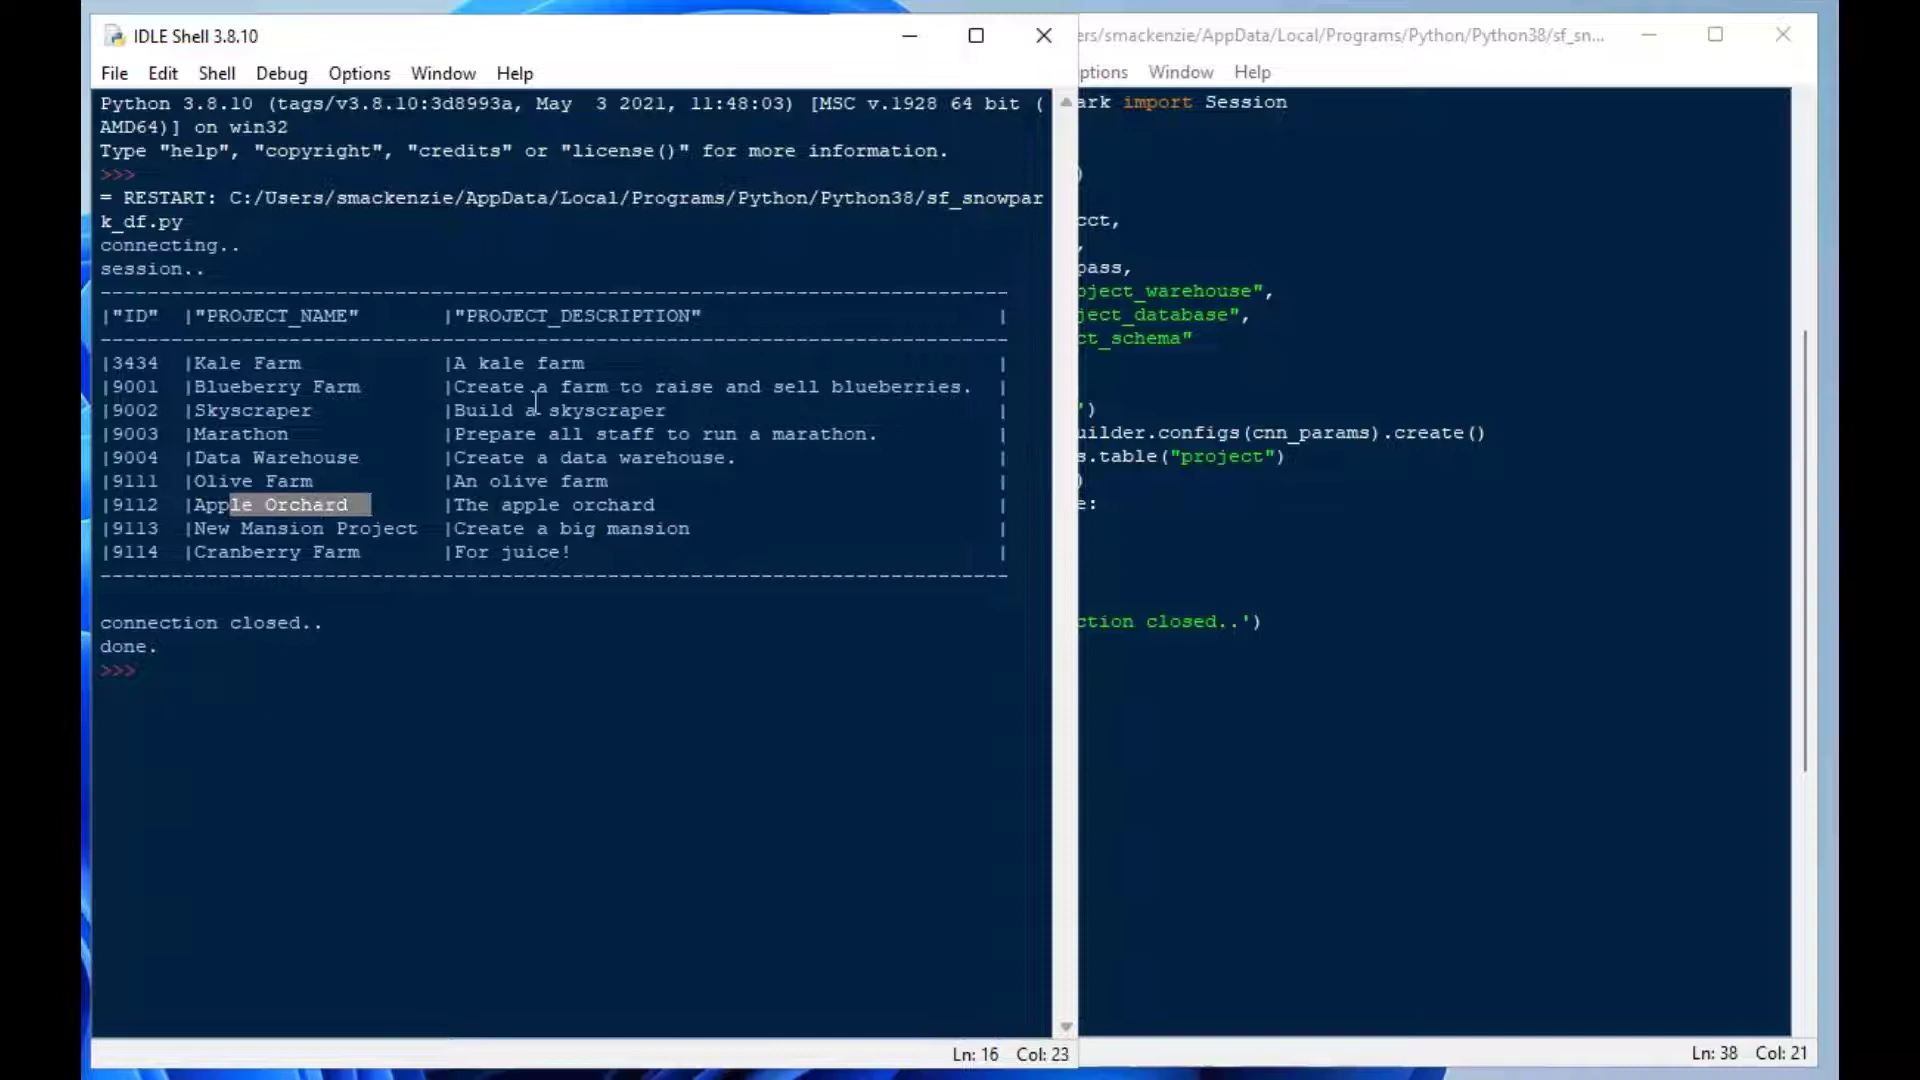 IDLE Shell 3.8.10
File Edit Shell Debug Options Window Help
Python 3.8.10 (tags/v3.8.10:3d8993a, May  3 2021, 11:48:03) [MSC v.1928 64 bit (
AMD64)] on win32
Type "help", "copyright", "credits" or "license()" for more information.
>>>
= RESTART: C:/Users/smackenzie/AppData/Local/Programs/Python/Python38/sf_snowpar
k_df.py
connecting..
session..
|"ID"  |"PROJECT_NAME"       |"PROJECT_DESCRIPTION"                         |
|3434  |Kale Farm            |A kale farm                                   |
|9001  |Blueberry Farm       |Create a farm to raise and sell blueberries.  |
|9002  |Skyscraper           |Build a skyscraper                            |
|9003  |Marathon             |Prepare all staff to run a marathon.          |
|9004  |Data Warehouse       |Create a data warehouse.                      |
|9111  |Olive Farm           |An olive farm                                 |
|9112  |Apple Orchard        |The apple orchard                             |
|9113  |New Mansion Project  |Create a big mansion                          |
|9114  |Cranberry Farm       |For juice!                                    |
connection closed..
done.
>>>
Ln: 16 Col: 23
ers/smackenzie/AppData/Local/Programs/Python/Python38/sf_sn...
ptions Window Help
ark import Session
)
cct,
,
pass,
oject_warehouse",
ject_database",
ct_schema"
')
uilder.configs(cnn_params).create()
s.table("project")
)
e:
ction closed..')
Ln: 38 Col: 21